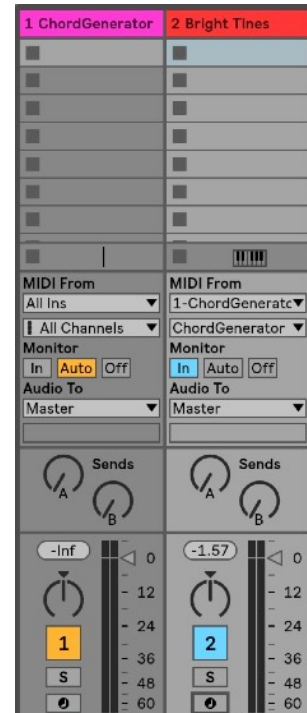 1 ChordGenerator
MIDI From
All Ins
All Channels
Monitor
In Auto Off
Audio To
Master
Sends
A
B
-Inf
0
12
24
36
48
60
1
S
2 Bright Tines
MIDI From
1-ChordGeneratc
ChordGenerator
Monitor
In Auto Off
Audio To
Master
Sends
A
B
-1.57
0
12
24
36
48
60
2
S